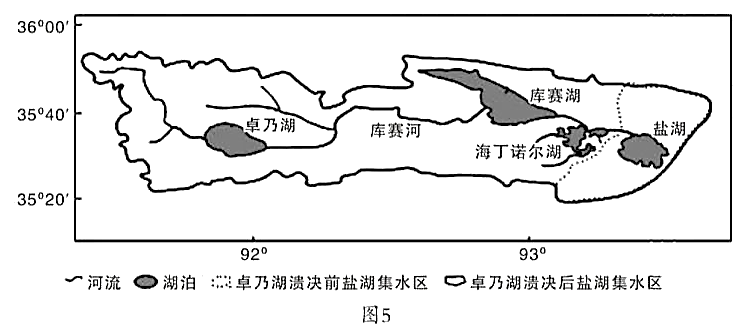 36°00′
35°40′
35°20′
库赛湖
卓乃湖
库赛河
盐湖
海丁诺尔湖
92°
93°
河流 湖泊 卓乃湖溃决前盐湖集水区 卓乃湖溃决后盐湖集水区
图5